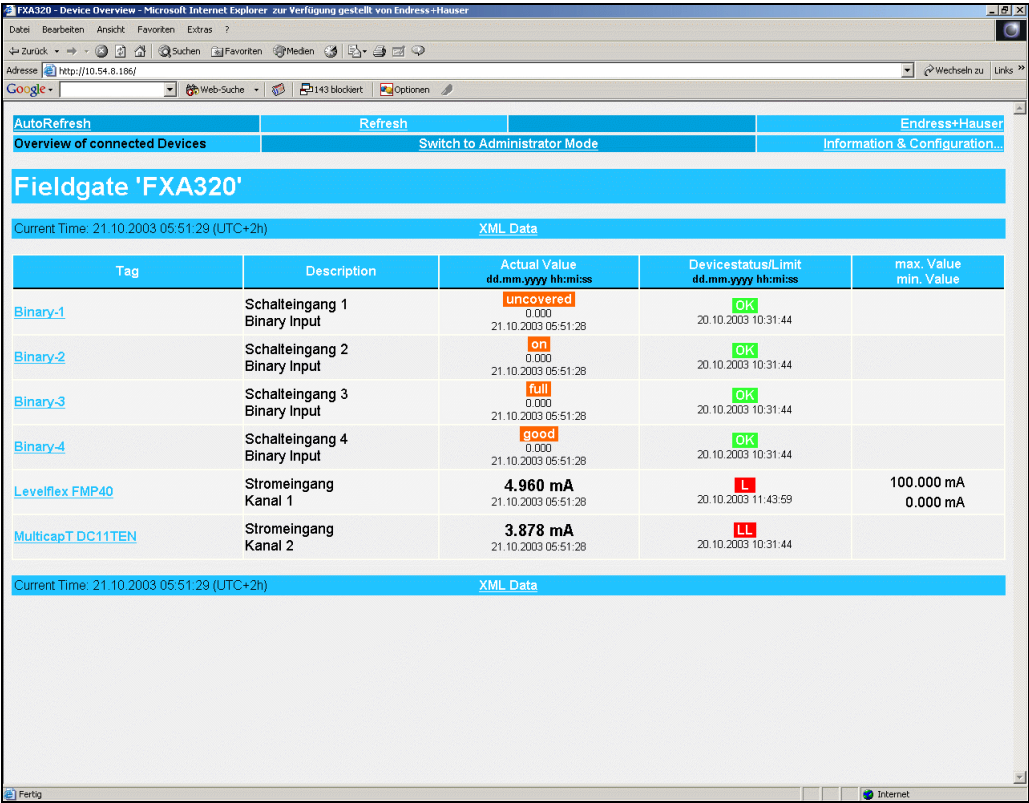 FXA320 - Device Overview - Microsoft Internet Explorer zur Verfügung gestellt von Endress+Hauser
Datei Bearbeiten Ansicht Favoriten Extras ?
Zurück Suchen Favoriten Medien
Adresse http://10.54.8.186/ Wechseln zu Links »
Google Web-Suche 143 blockiert Optionen
AutoRefresh Refresh Endress+Hauser
Overview of connected Devices Switch to Administrator Mode Information & Configuration...
Fieldgate 'FXA320'
Current Time: 21.10.2003 05:51:29 (UTC+2h) XML Data
Tag Description Actual Value Devicestatus/Limit max. Value
dd.mm.yyyy hh:mi:ss dd.mm.yyyy hh:mi:ss min. Value
Binary-1 Schalteingang 1 uncovered OK
Binary Input 0.000 20.10.2003 10:31:44
21.10.2003 05:51:28
Binary-2 Schalteingang 2 on OK
Binary Input 0.000 20.10.2003 10:31:44
21.10.2003 05:51:28
Binary-3 Schalteingang 3 full OK
Binary Input 0.000 20.10.2003 10:31:44
21.10.2003 05:51:28
Binary-4 Schalteingang 4 good OK
Binary Input 0.000 20.10.2003 10:31:44
21.10.2003 05:51:28
Levelflex FMP40 Stromeingang 4.960 mA L 100.000 mA
Kanal 1 21.10.2003 05:51:28 20.10.2003 11:43:59 0.000 mA
MulticapT DC11TEN Stromeingang 3.878 mA LL
Kanal 2 21.10.2003 05:51:28 20.10.2003 10:31:44
Current Time: 21.10.2003 05:51:29 (UTC+2h) XML Data
Fertig Internet